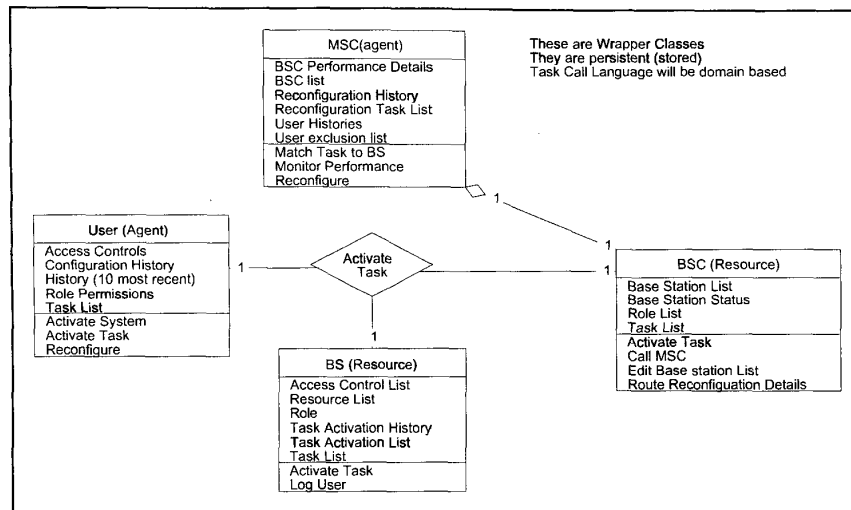 MSC(agent)
BSC Performance Details
BSC list
Reconfiguration History
Reconfiguration Task List
User Histories
User exclusion list
Match Task to BS
Monitor Performance
Reconfigure
These are Wrapper Classes
They are persistent (stored)
Task Call Language will be domain based
1
1
User (Agent)
Access Controls
Configuration History
History (10 most recent)
Role Permissions
Task List
Activate System
Activate Task
Reconfigure
1
Activate
Task
1
BSC (Resource)
Base Station List
Base Station Status
Role List
Task List
Activate Task
Call MSC
Edit Base station List
Route Reconfiguation Details
1
BS (Resource)
Access Control List
Resource List
Role
Task Activation History
Task Activation List
Task List
Activate Task
Log User